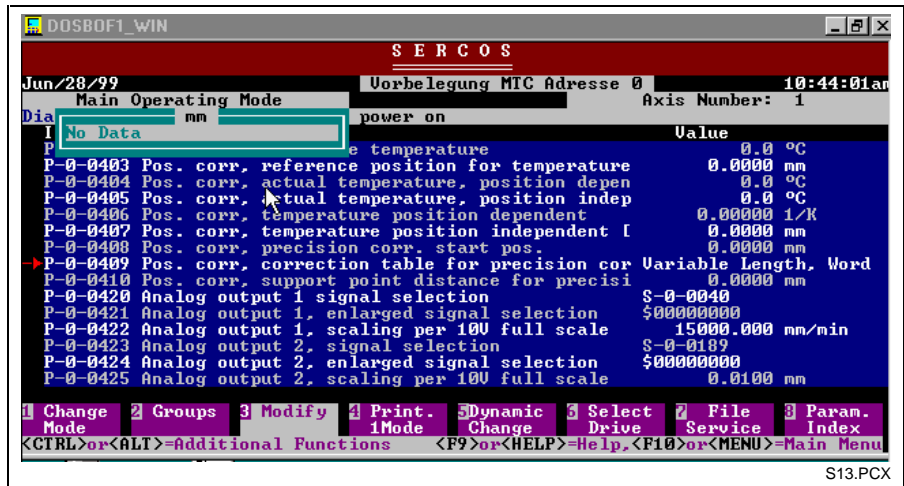 DOSBOF1_WIN
S E R C O S
Jun/28/99 Vorbelegung MTC Adresse 0 10:44:01am
Main Operating Mode Axis Number: 1
Dia mm power on
I No Data Value
P e temperature 0.0 °C
P-0-0403 Pos. corr, reference position for temperature 0.0000 mm
P-0-0404 Pos. corr, actual temperature, position depen 0.0 °C
P-0-0405 Pos. corr, actual temperature, position indep 0.0 °C
P-0-0406 Pos. corr, temperature position dependent 0.00000 1/K
P-0-0407 Pos. corr, temperature position independent [ 0.0000 mm
P-0-0408 Pos. corr, precision corr. start pos. 0.0000 mm
P-0-0409 Pos. corr, correction table for precision cor Variable Length, Word
P-0-0410 Pos. corr, support point distance for precisi 0.0000 mm
P-0-0420 Analog output 1 signal selection S-0-0040
P-0-0421 Analog output 1, enlarged signal selection $00000000
P-0-0422 Analog output 1, scaling per 10V full scale 15000.000 mm/min
P-0-0423 Analog output 2, signal selection S-0-0189
P-0-0424 Analog output 2, enlarged signal selection $00000000
P-0-0425 Analog output 2, scaling per 10V full scale 0.0100 mm
1 Change 2 Groups 3 Modify 4 Print. 5Dynamic 6 Select 7 File 8 Param.
Mode 1Mode Change Drive Service Index
<CTRL>or<ALT>=Additional Functions <F9>or<HELP>=Help,<F10>or<MENU>=Main Menu
S13.PCX